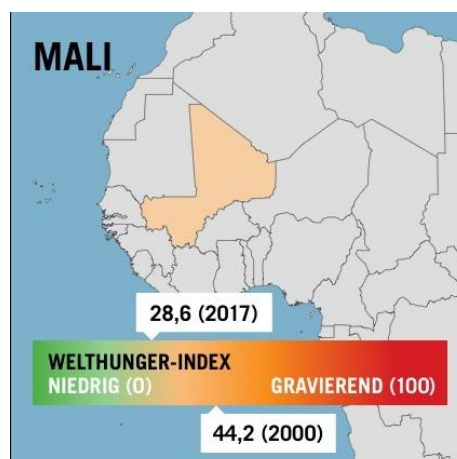 MALI
28,6 (2017)
WELTHUNGER-INDEX
NIEDRIG (0) GRAVIEREND (100)
44,2 (2000)